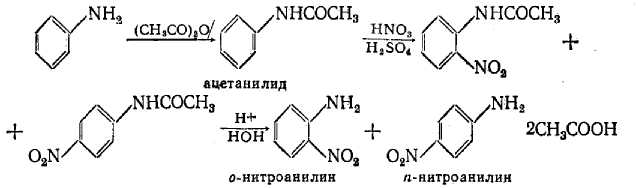 NH₂ (CH₃CO)₂O NHCOCH₃ HNO₃ H₂SO₄ NHCOCH₃ NO₂ +
ацетанилид
+ O₂N NHCOCH₃ H+ HOH NH₂ NO₂ + O₂N NH₂ 2CH₃COOH
о-нитроанилин п-нитроанилин